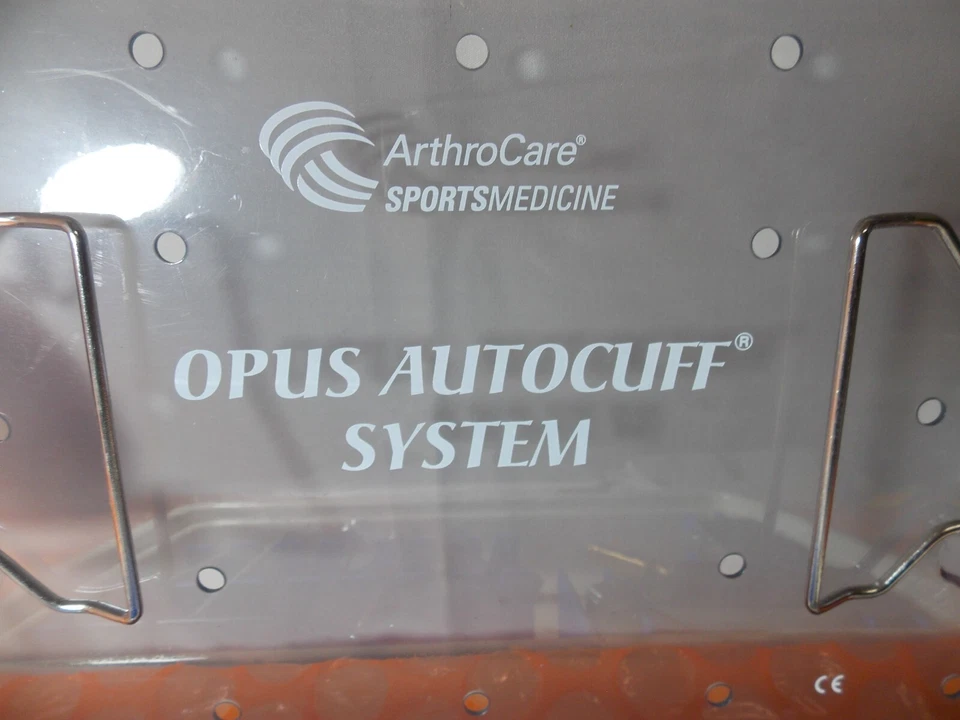 ArthroCare®
SPORTSMEDICINE
OPUS AUTOCUFF®
SYSTEM
CE